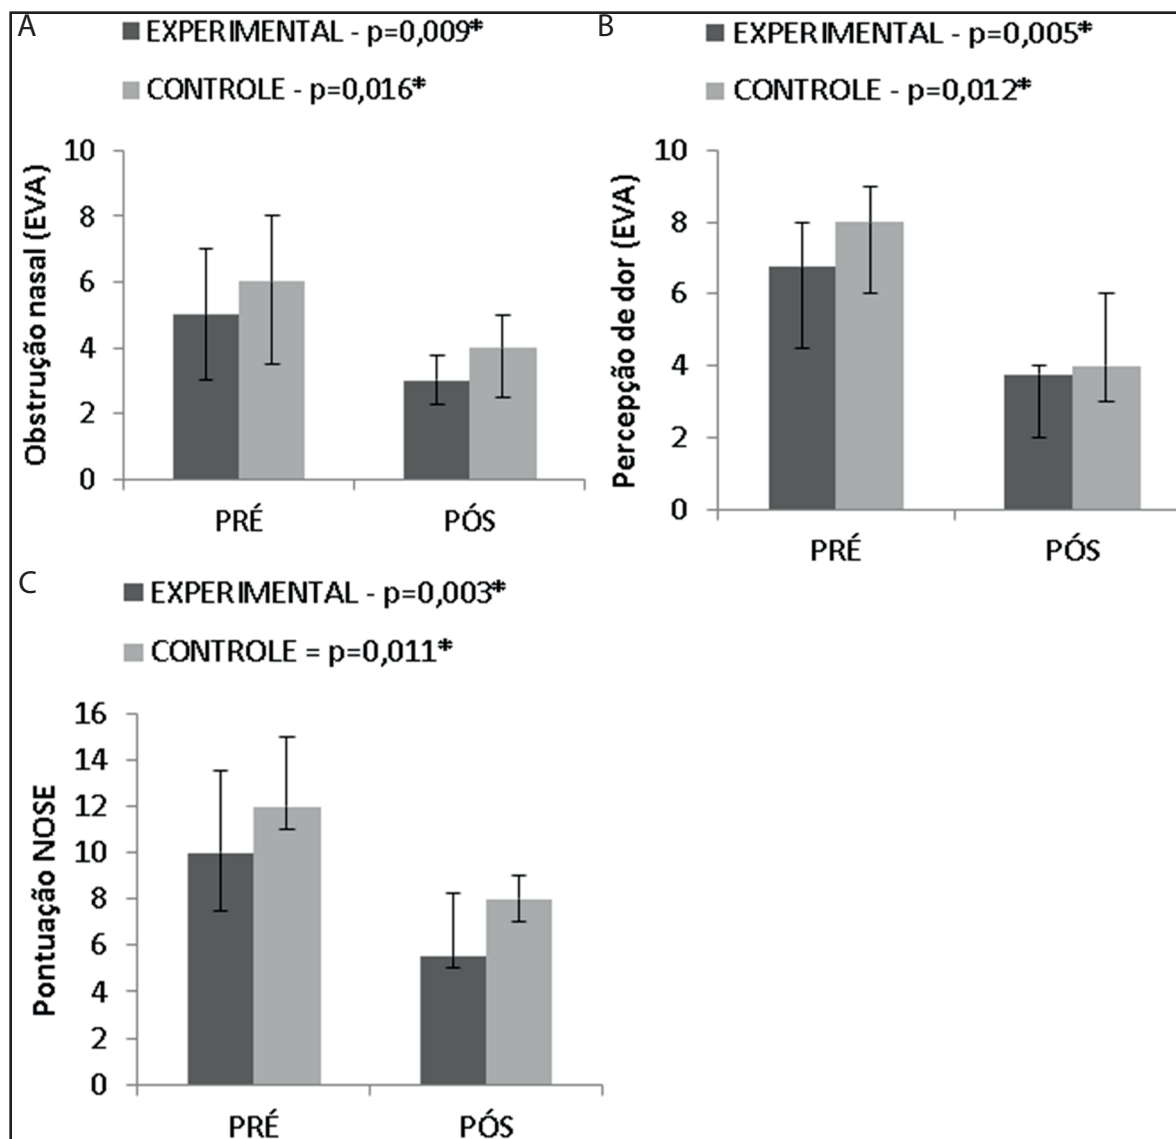 A
EXPERIMENTAL - p=0,009*
CONTROLE - p=0,016*
Obstrução nasal (EVA)
10
8
6
4
2
0
PRÉ PÓS
B
EXPERIMENTAL - p=0,005*
CONTROLE - p=0,012*
Percepção de dor (EVA)
10
8
6
4
2
0
PRÉ PÓS
C
EXPERIMENTAL - p=0,003*
CONTROLE = p=0,011*
Pontuação NOSE
16
14
12
10
8
6
4
2
0
PRÉ PÓS